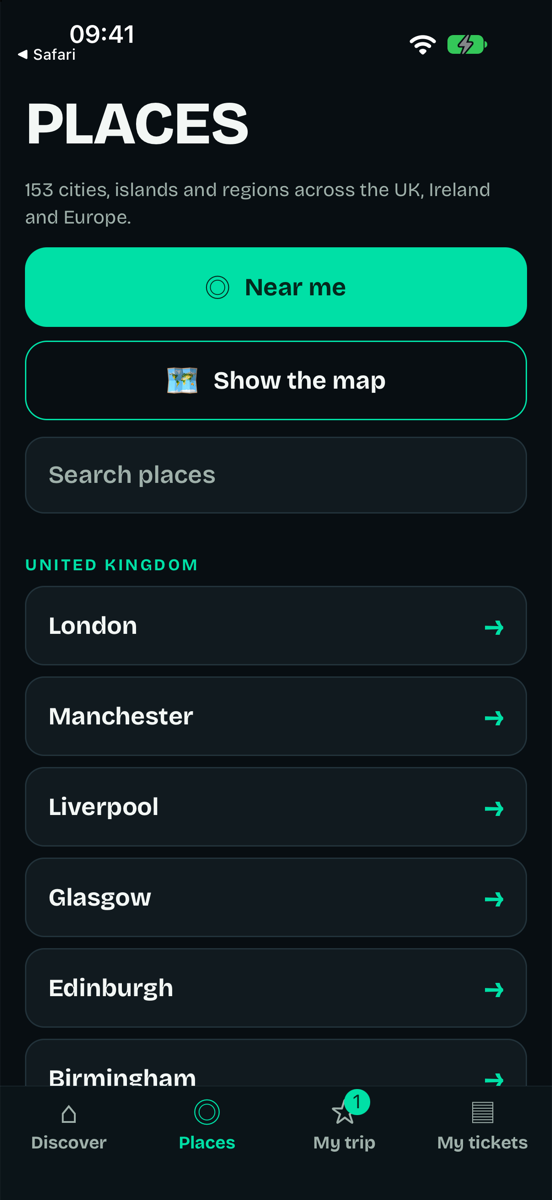 09:41
◀ Safari
PLACES
153 cities, islands and regions across the UK, Ireland
and Europe.
Near me
Show the map
Search places
UNITED KINGDOM
London →
Manchester →
Liverpool →
Glasgow →
Edinburgh →
Birmingham →
1
Discover
Places
My trip
My tickets